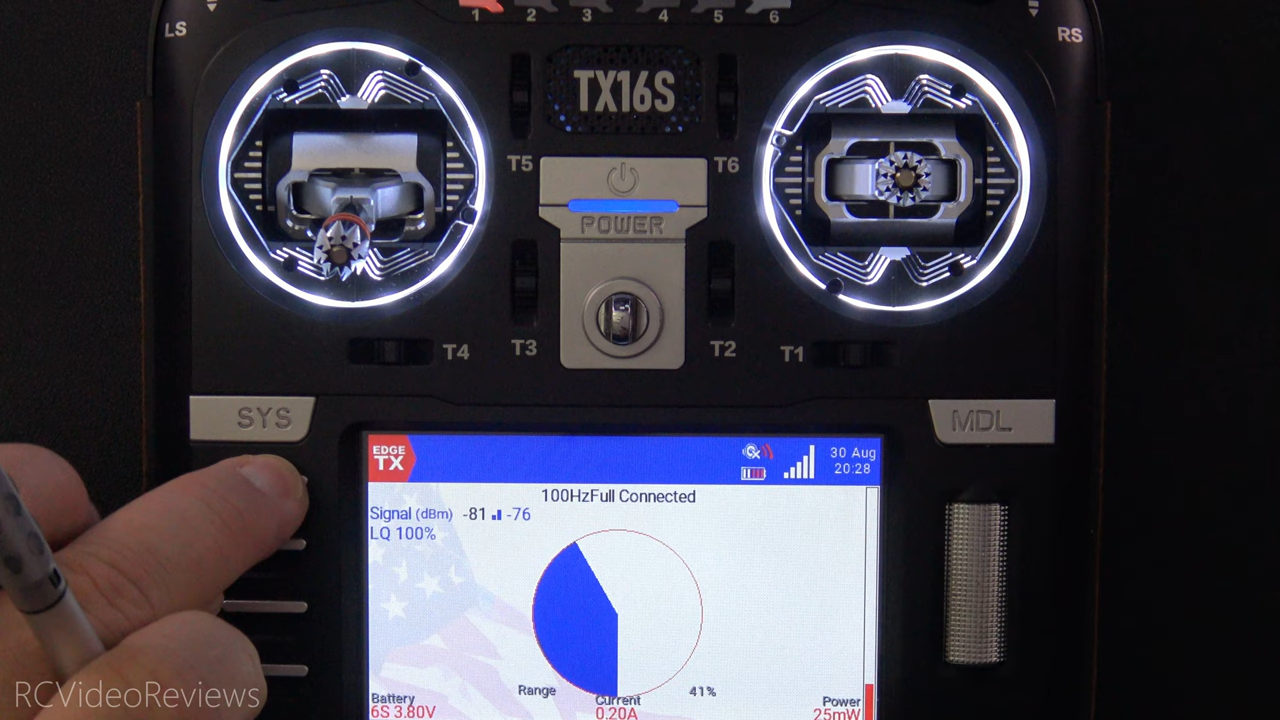 1 2 3 4 5 6
LS
RS
TX16S
T5
T6
POWER
T3
T2
T4
T1
SYS
MDL
EDGE
TX
30 Aug
20:28
100HzFull Connected
Signal (dBm) -81 -76
LQ 100%
Range
41%
Battery
Current
Power
6S 3.80V
0.20A
25mW
RCVideoReviews